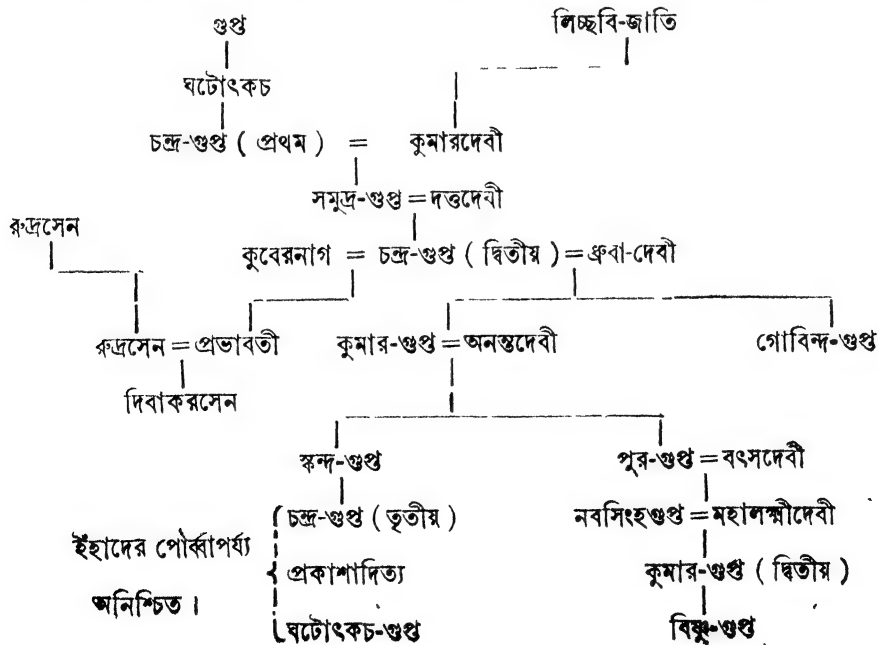 গুপ্ত লিচ্ছবি-জাতি
ঘটোৎকচ
চন্দ্র-গুপ্ত ( প্রথম ) = কুমারদেবী
সমুদ্র-গুপ্ত = দত্তদেবী
রুদ্রসেন
কুবেরনাগ = চন্দ্র-গুপ্ত ( দ্বিতীয় ) = ধ্রুবা-দেবী
রুদ্রসেন = প্রভাবতী কুমার-গুপ্ত = অনন্তদেবী গোবিন্দ-গুপ্ত
দিবাকরসেন
স্কন্দ-গুপ্ত পুর-গুপ্ত = বৎসদেবী
চন্দ্র-গুপ্ত ( তৃতীয় ) নবসিংহগুপ্ত = মহালক্ষ্মীদেবী
ইঁহাদের পৌর্ব্বাপর্য্য
প্রকাশাদিত্য কুমার-গুপ্ত ( দ্বিতীয় )
অনিশ্চিত ।
ঘটোৎকচ-গুপ্ত বিষ্ণু-গুপ্ত